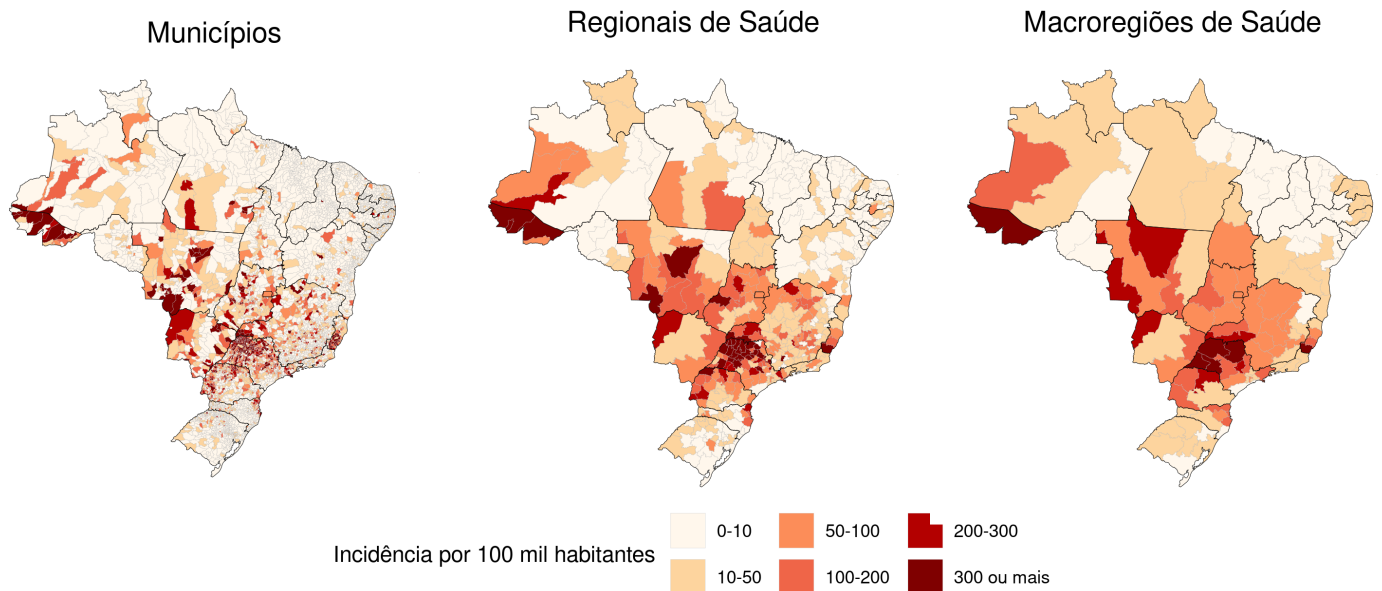 Municípios
Regionais de Saúde
Macroregiões de Saúde
Incidência por 100 mil habitantes
0-10
50-100
200-300
10-50
100-200
300 ou mais